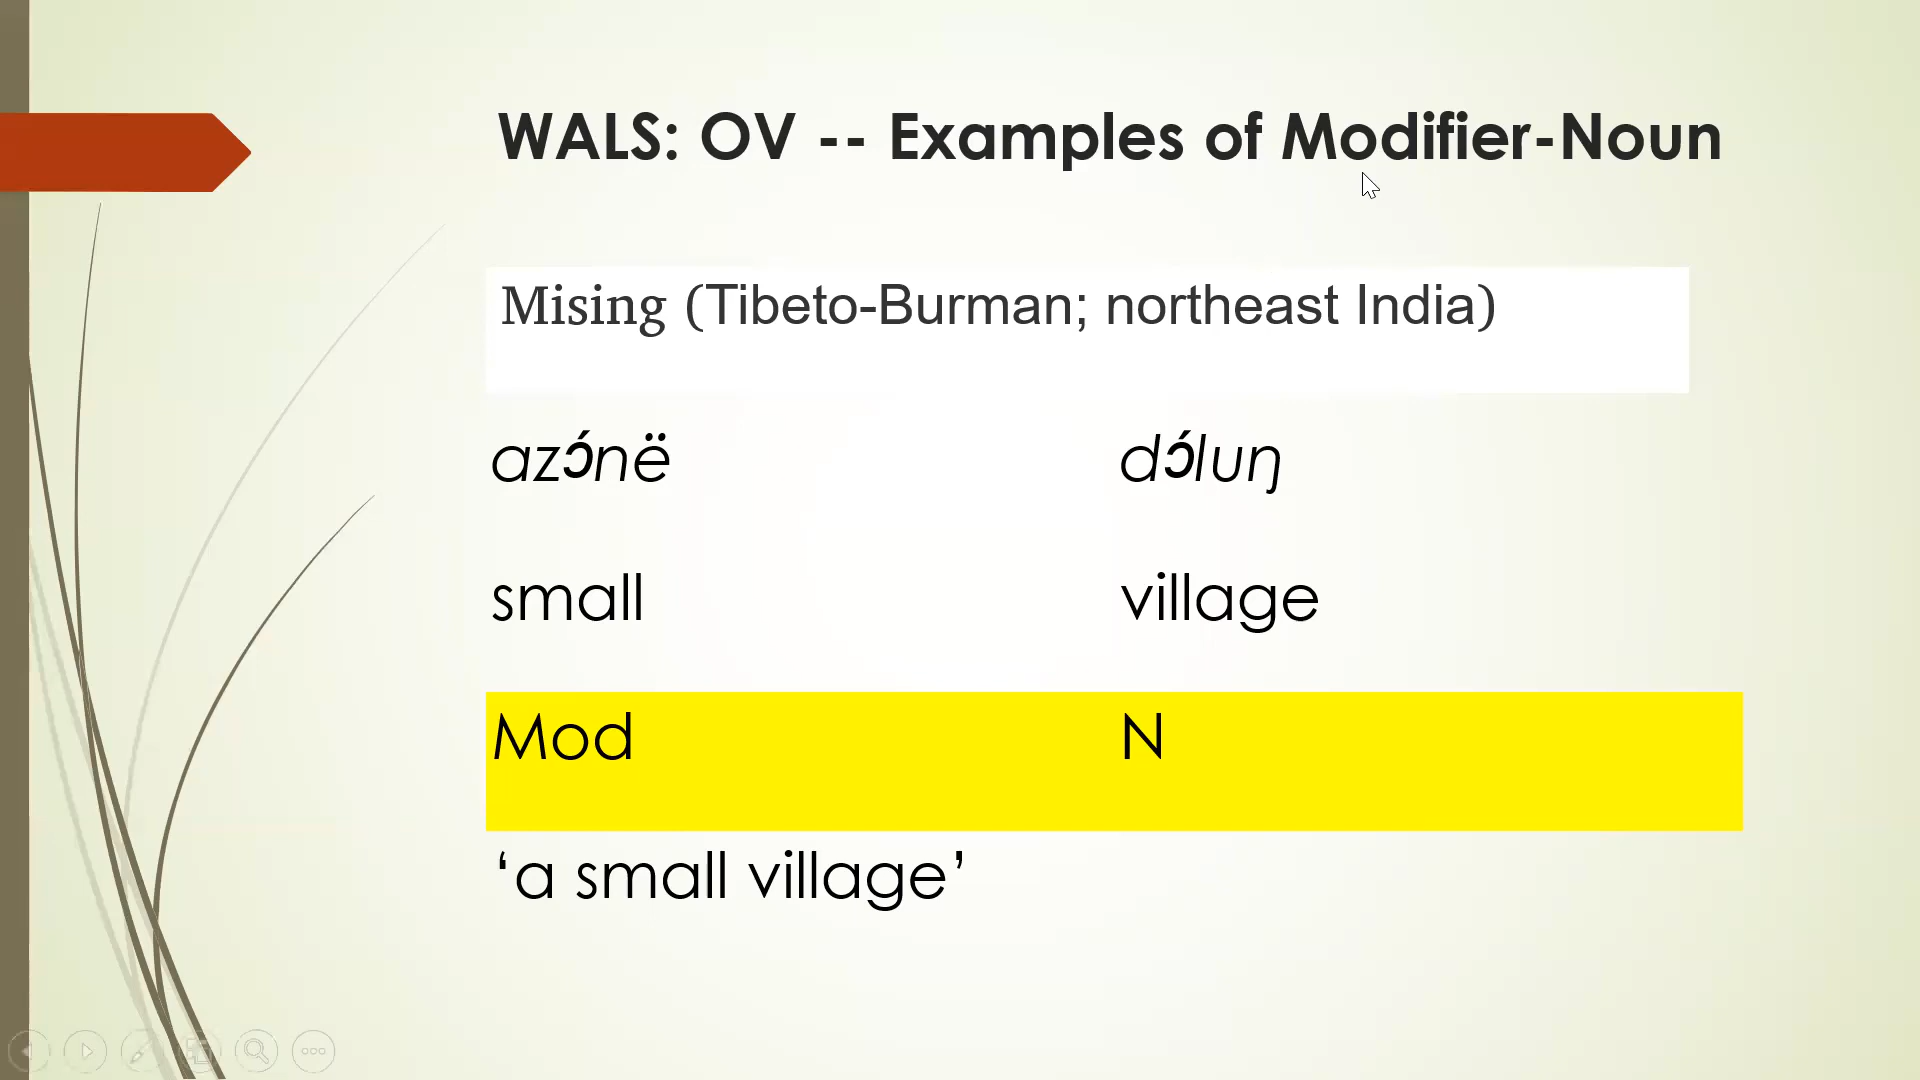 WALS: OV -- Examples of Modifier-Noun
Mising (Tibeto-Burman; northeast India)
azɔ́në dɔ́luŋ
small village
Mod N
‘a small village’